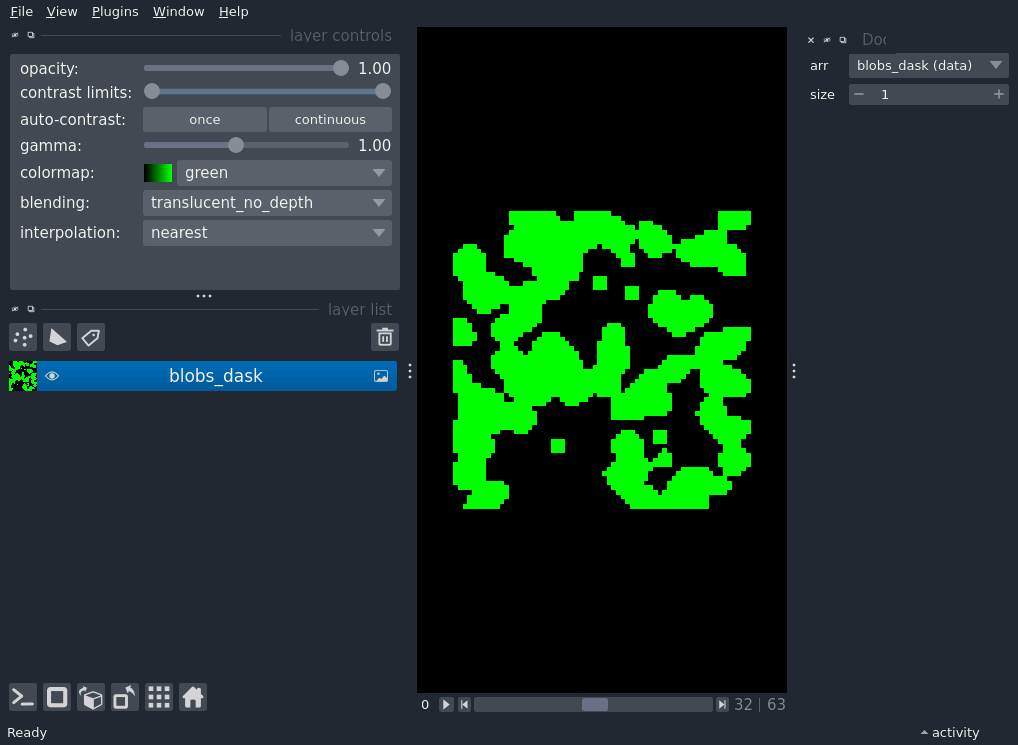 File View Plugins Window Help
layer controls
opacity: 1.00
contrast limits:
auto-contrast: once continuous
gamma: 1.00
colormap: green
blending: translucent_no_depth
interpolation: nearest
layer list
blobs_dask
0 32 | 63
Ready
arr blobs_dask (data)
size 1
activity